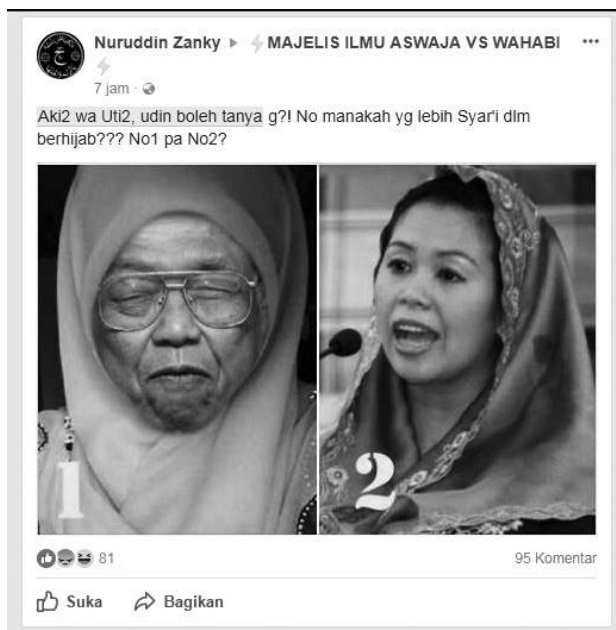 Nuruddin Zanky ▸ ⚡MAJELIS ILMU ASWAJA VS WAHABI
⚡
7 jam ·
Aki2 wa Uti2, udin boleh tanya g?! No manakah yg lebih Syar'i dlm
berhijab??? No1 pa No2?
1 2
81 95 Komentar
Suka Bagikan